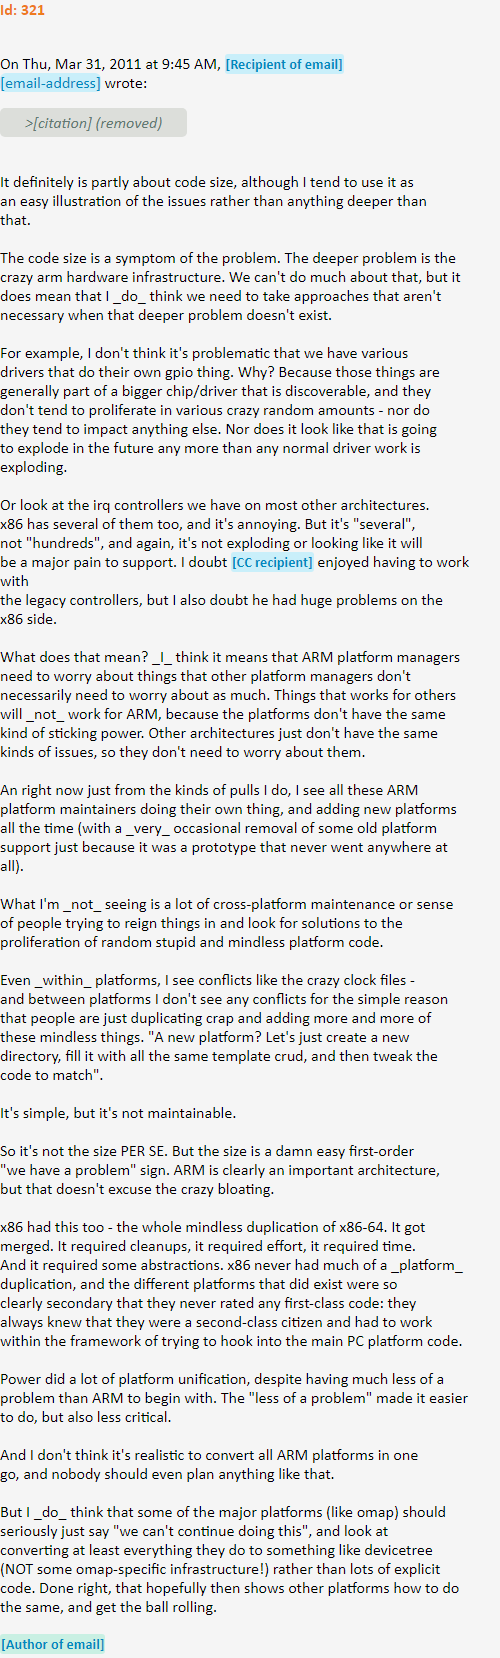 Id: 321
On Thu, Mar 31, 2011 at 9:45 AM, [Recipient of email]
[email-address] wrote:
>[citation] (removed)
It definitely is partly about code size, although I tend to use it as
an easy illustration of the issues rather than anything deeper than
that.
The code size is a symptom of the problem. The deeper problem is the
crazy arm hardware infrastructure. We can't do much about that, but it
does mean that I _do_ think we need to take approaches that aren't
necessary when that deeper problem doesn't exist.
For example, I don't think it's problematic that we have various
drivers that do their own gpio thing. Why? Because those things are
generally part of a bigger chip/driver that is discoverable, and they
don't tend to proliferate in various crazy random amounts - nor do
they tend to impact anything else. Nor does it look like that is going
to explode in the future any more than any normal driver work is
exploding.
Or look at the irq controllers we have on most other architectures.
x86 has several of them too, and it's annoying. But it's "several",
not "hundreds", and again, it's not exploding or looking like it will
be a major pain to support. I doubt [CC recipient] enjoyed having to work
with
the legacy controllers, but I also doubt he had huge problems on the
x86 side.
What does that mean? _I_ think it means that ARM platform managers
need to worry about things that other platform managers don't
necessarily need to worry about as much. Things that works for others
will _not_ work for ARM, because the platforms don't have the same
kind of sticking power. Other architectures just don't have the same
kinds of issues, so they don't need to worry about them.
An right now just from the kinds of pulls I do, I see all these ARM
platform maintainers doing their own thing, and adding new platforms
all the time (with a _very_ occasional removal of some old platform
support just because it was a prototype that never went anywhere at
all).
What I'm _not_ seeing is a lot of cross-platform maintenance or sense
of people trying to reign things in and look for solutions to the
proliferation of random stupid and mindless platform code.
Even _within_ platforms, I see conflicts like the crazy clock files -
and between platforms I don't see any conflicts for the simple reason
that people are just duplicating crap and adding more and more of
these mindless things. "A new platform? Let's just create a new
directory, fill it with all the same template crud, and then tweak the
code to match".
It's simple, but it's not maintainable.
So it's not the size PER SE. But the size is a damn easy first-order
"we have a problem" sign. ARM is clearly an important architecture,
but that doesn't excuse the crazy bloating.
x86 had this too - the whole mindless duplication of x86-64. It got
merged. It required cleanups, it required effort, it required time.
And it required some abstractions. x86 never had much of a _platform_
duplication, and the different platforms that did exist were so
clearly secondary that they never rated any first-class code: they
always knew that they were a second-class citizen and had to work
within the framework of trying to hook into the main PC platform code.
Power did a lot of platform unification, despite having much less of a
problem than ARM to begin with. The "less of a problem" made it easier
to do, but also less critical.
And I don't think it's realistic to convert all ARM platforms in one
go, and nobody should even plan anything like that.
But I _do_ think that some of the major platforms (like omap) should
seriously just say "we can't continue doing this", and look at
converting at least everything they do to something like devicetree
(NOT some omap-specific infrastructure!) rather than lots of explicit
code. Done right, that hopefully then shows other platforms how to do
the same, and get the ball rolling.
[Author of email]